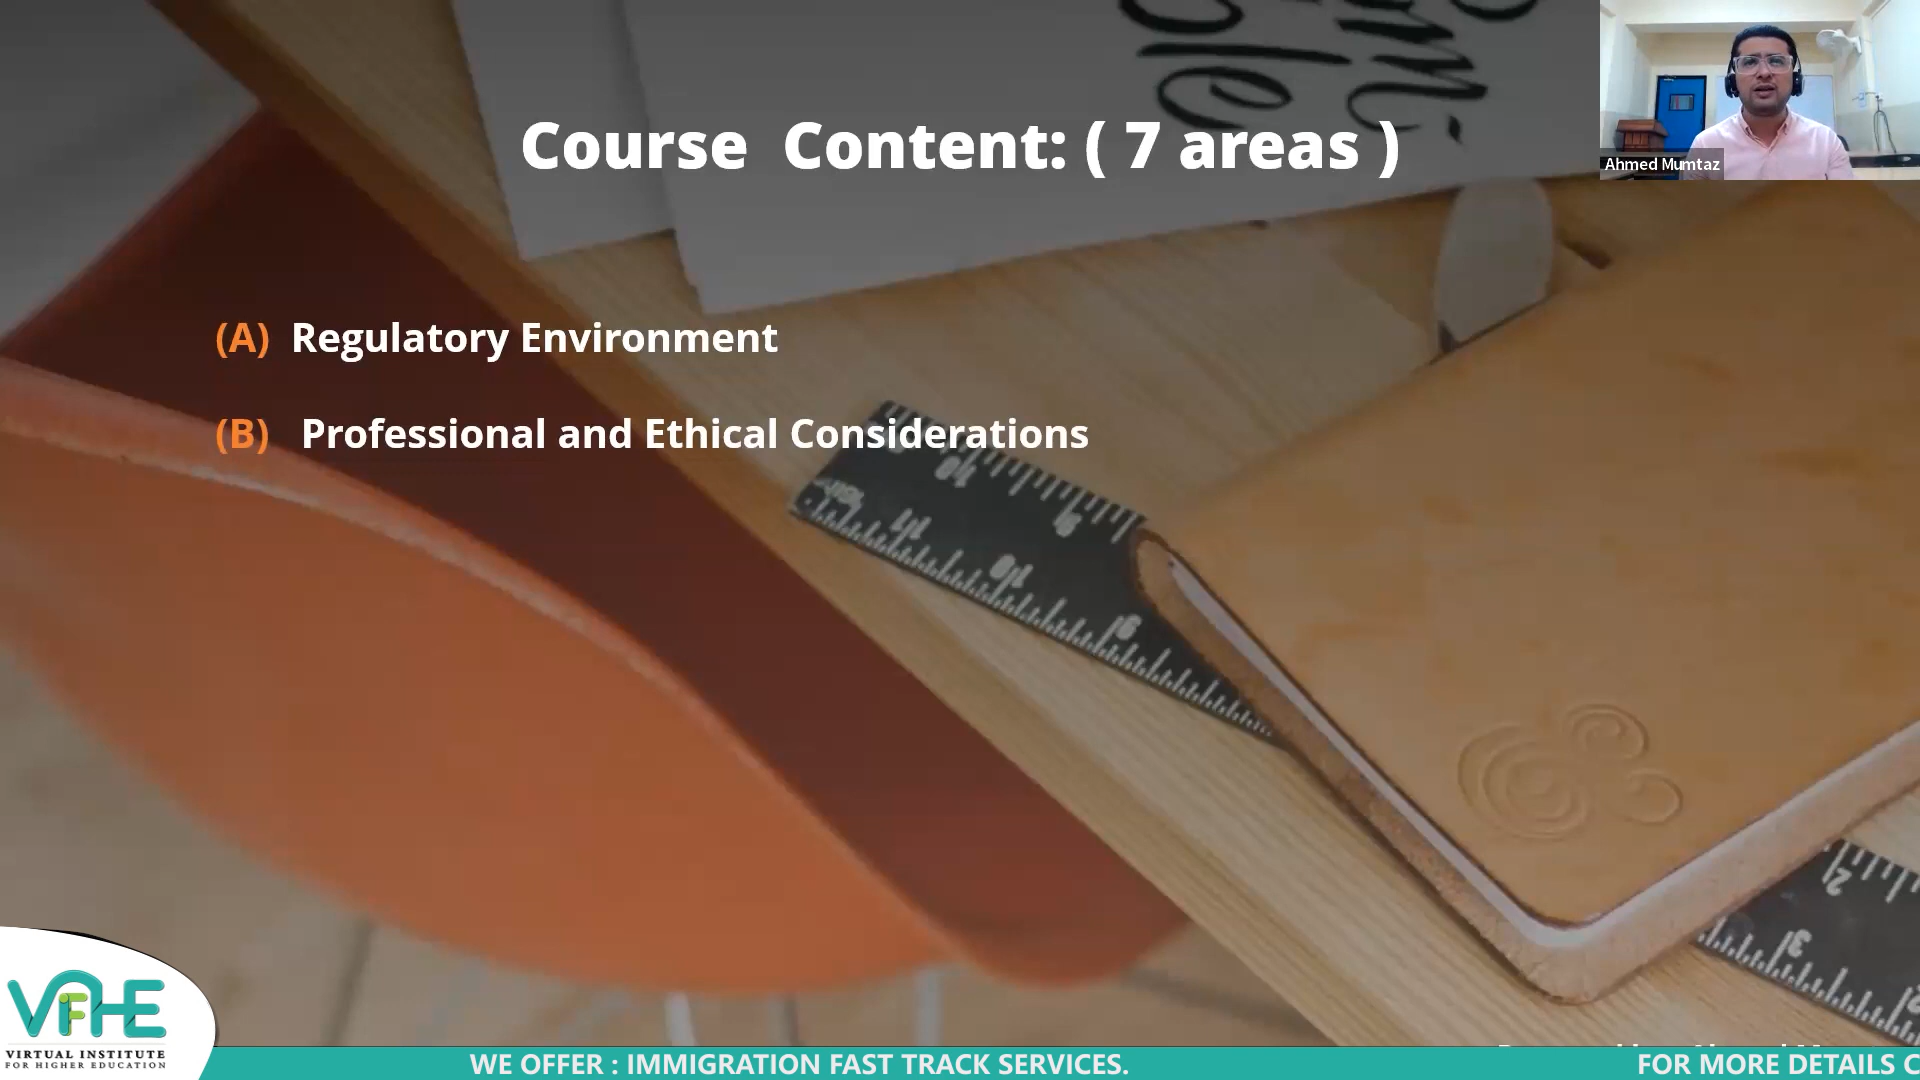 Course Content: ( 7 areas )
Ahmed Mumtaz
(A) Regulatory Environment
(B) Professional and Ethical Considerations
VIFHE
VIRTUAL INSTITUTE
FOR HIGHER EDUCATION
WE OFFER : IMMIGRATION FAST TRACK SERVICES.
FOR MORE DETAILS C